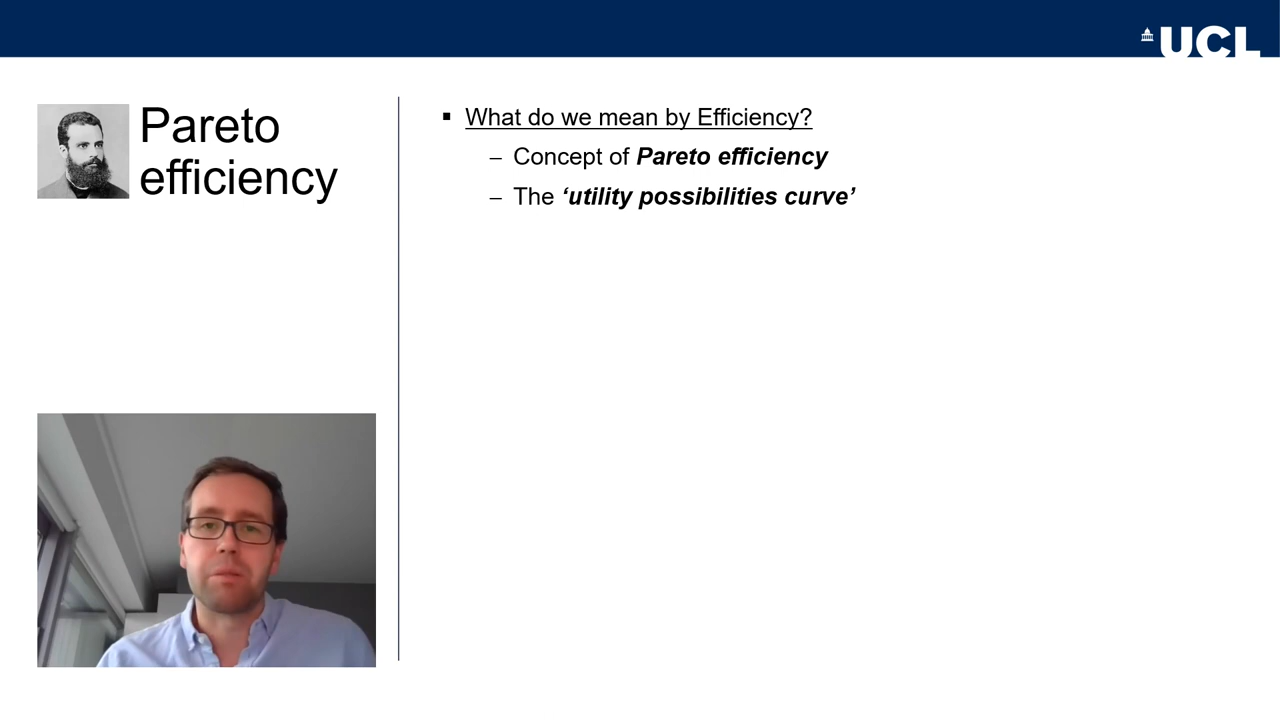 UCL
Pareto
efficiency
▪ What do we mean by Efficiency?
– Concept of Pareto efficiency
– The ‘utility possibilities curve’